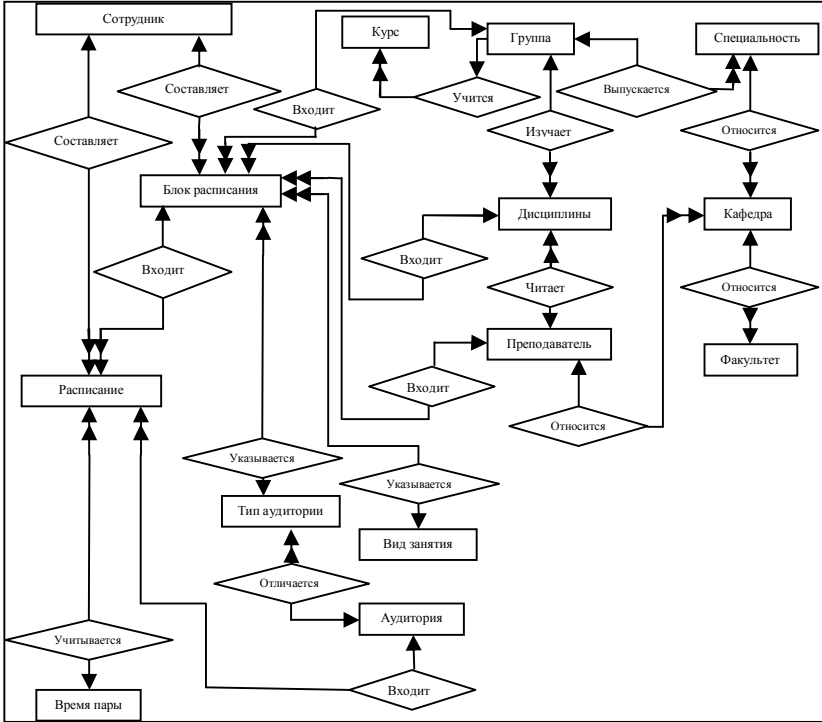 Сотрудник
Курс
Группа
Специальность
Составляет
Входит
Учится
Выпускается
Составляет
Изучает
Относится
Блок расписания
Дисциплины
Кафедра
Входит
Входит
Читает
Относится
Преподаватель
Факультет
Расписание
Входит
Относится
Указывается
Указывается
Тип аудитории
Вид занятия
Отличается
Аудитория
Учитывается
Входит
Время пары